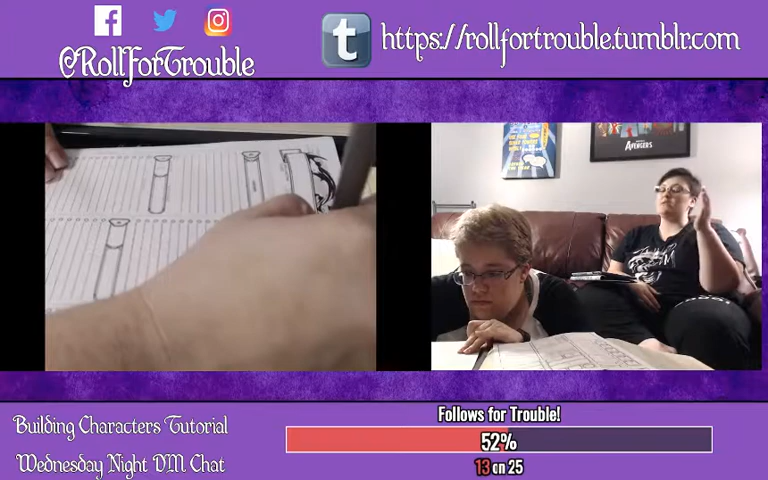 https://rollfortrouble.tumblr.com
@RollForTrouble
AVENGERS
Building Characters Tutorial
Wednesday Night DM Chat
Follows for Trouble!
52%
13 on 25